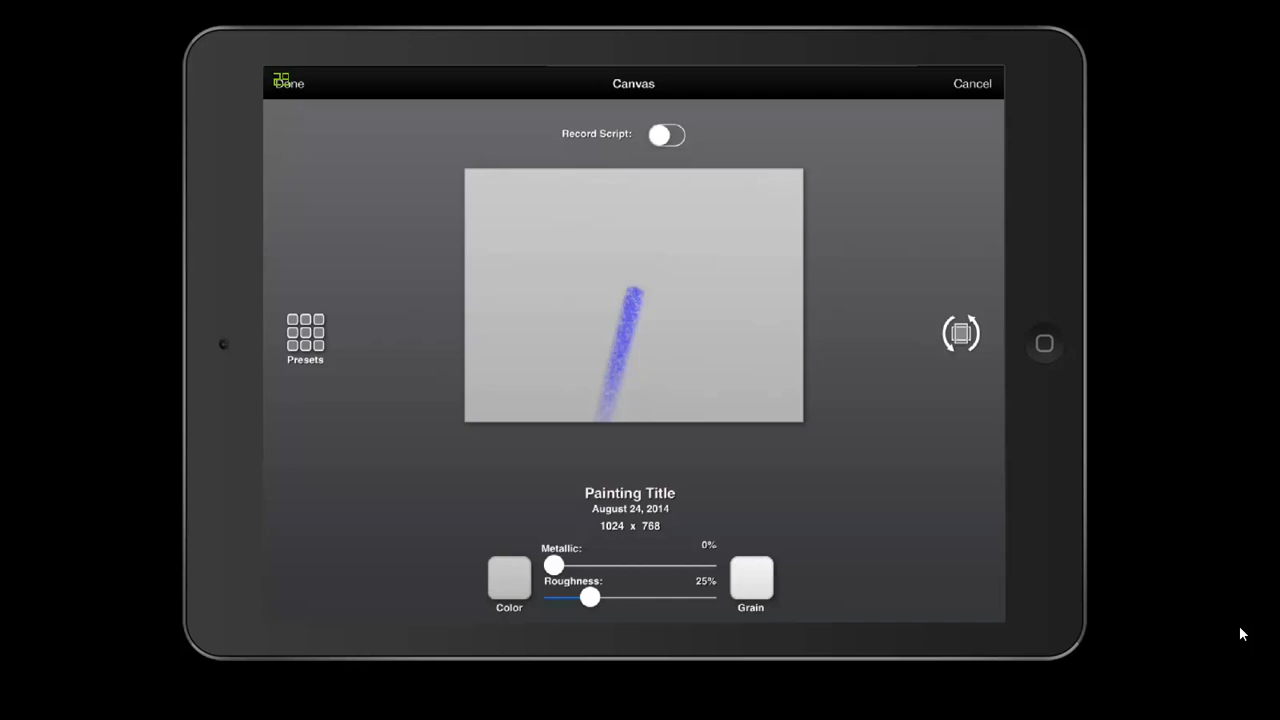 Done
Canvas
Cancel
Record Script:
Presets
Painting Title
August 24, 2014
1024 x 768
Metallic:
0%
Roughness:
25%
Color
Grain